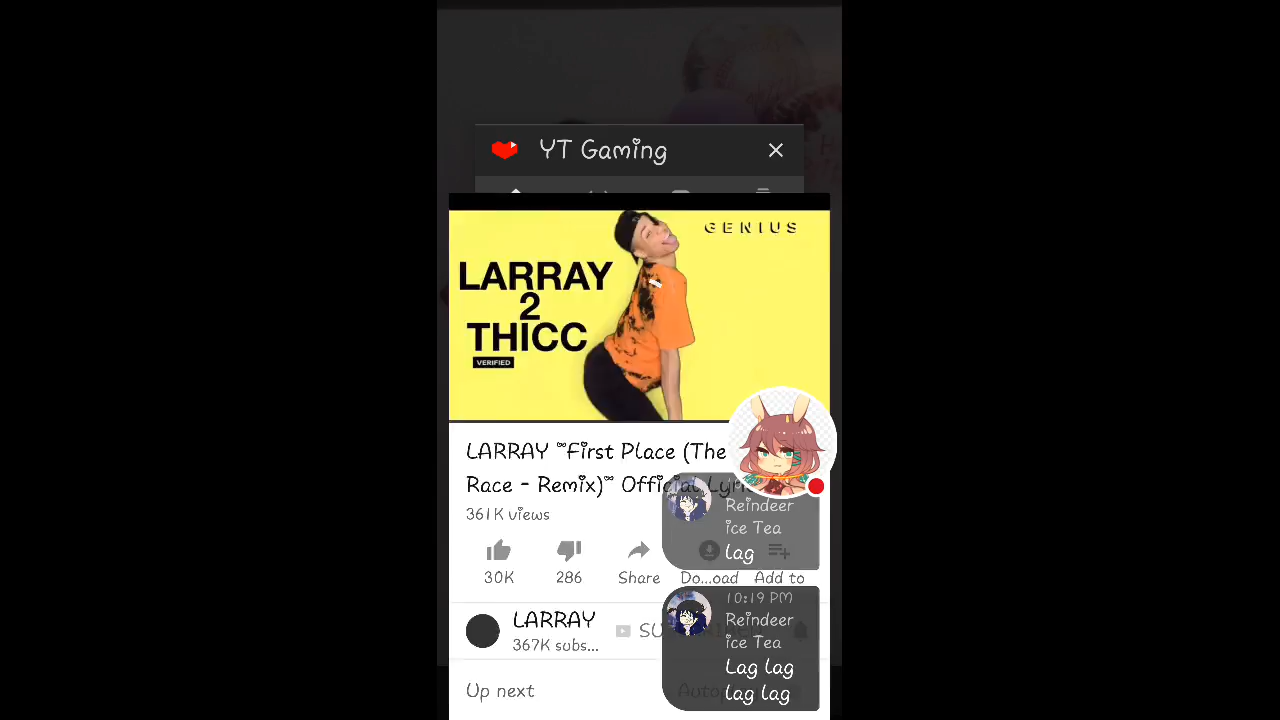 YT Gaming
GENIUS
LARRAY
2
THICC
VERIFIED
LARRAY "First Place (The
Race - Remix)" Official
361K views
30K
286
Share
Do...oad
Add to
LARRAY
367K subs...
Up next
Reindeer
ice Tea
lag
10:19 PM
Reindeer
ice Tea
Lag lag
lag lag